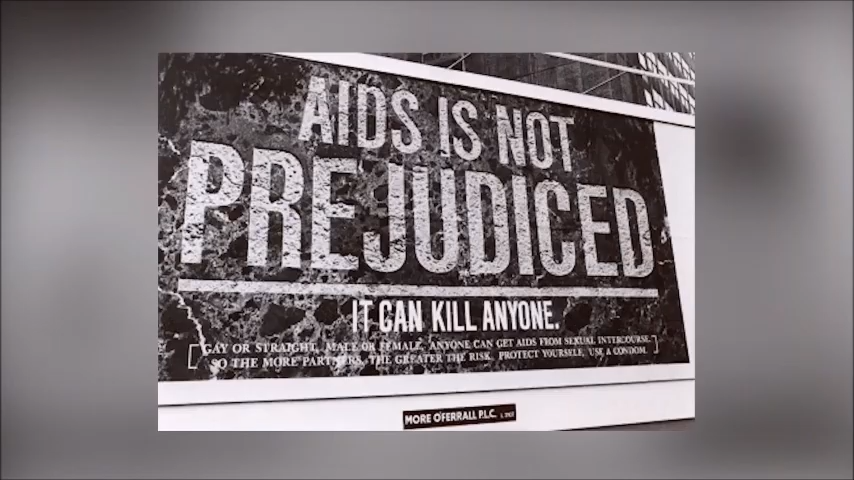 AIDS IS NOT
PREJUDICED
IT CAN KILL ANYONE.
[GAY OR STRAIGHT, MALE OR FEMALE, ANYONE CAN GET AIDS FROM SEXUAL INTERCOURSE.
SO THE MORE PARTNERS, THE GREATER THE RISK. PROTECT YOURSELF, USE A CONDOM.]
MORE O'FERRALL P.L.C.